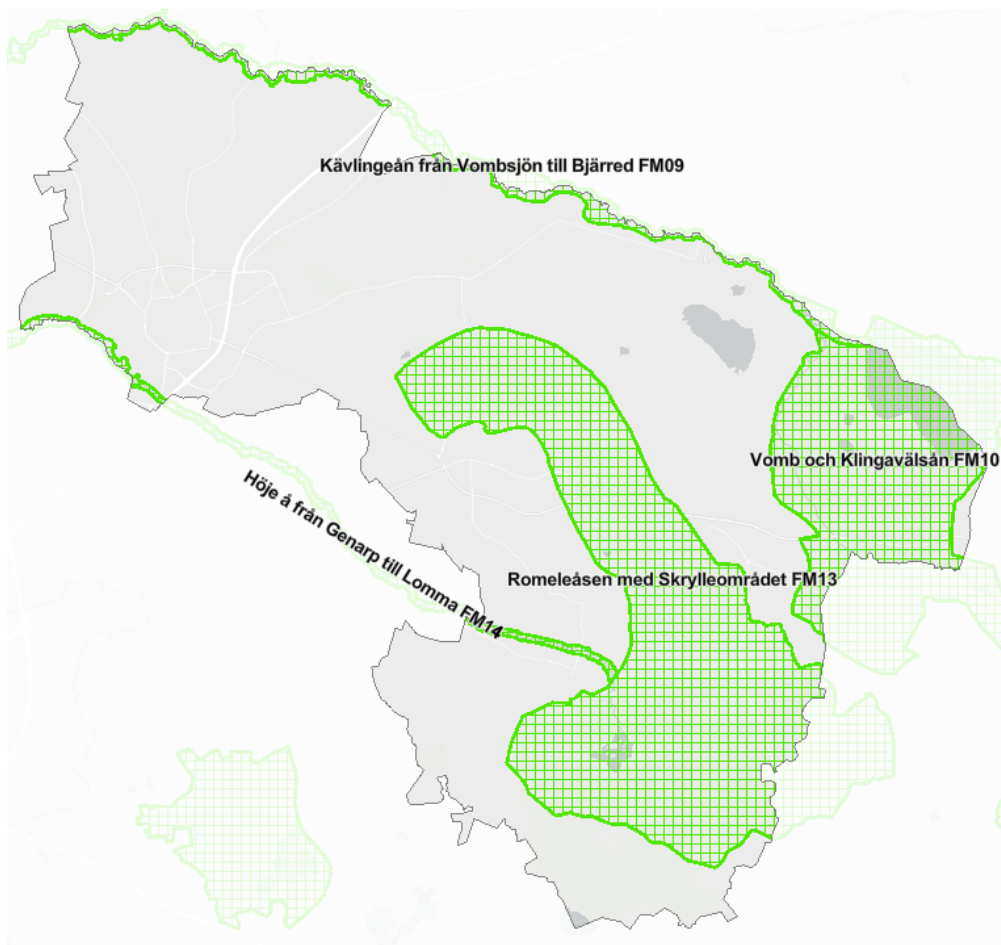 Kävlingeån från Vombsjön till Bjärred FM09
Vomb och Klingavälsån FM10
Höje å från Genarp till Lomma FM14
Romeleåsen med Skrylleområdet FM13